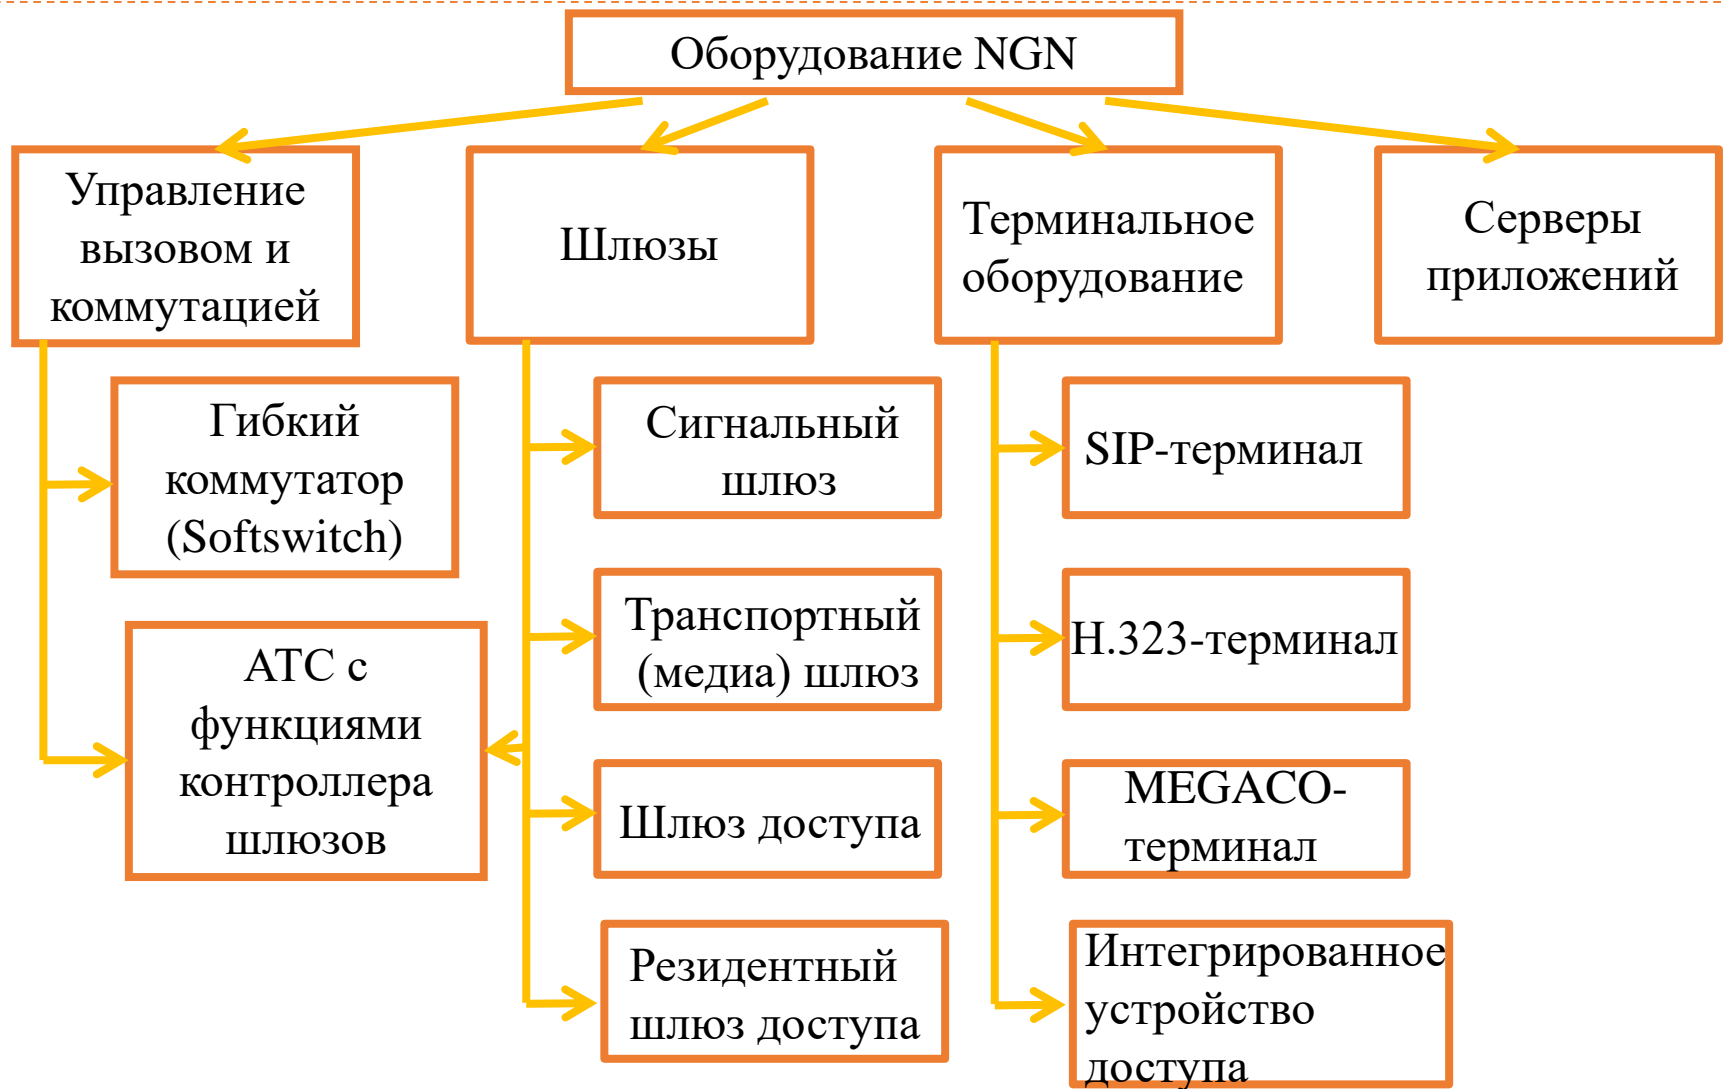 Оборудование NGN
Управление
вызовом и
коммутацией
Шлюзы
Терминальное
оборудование
Серверы
приложений
Гибкий
коммутатор
(Softswitch)
АТС с
функциями
контроллера
шлюзов
Сигнальный
шлюз
Транспортный
(медиа) шлюз
Шлюз доступа
Резидентный
шлюз доступа
SIP-терминал
H.323-терминал
MEGACO-
терминал
Интегрированное
устройство
доступа